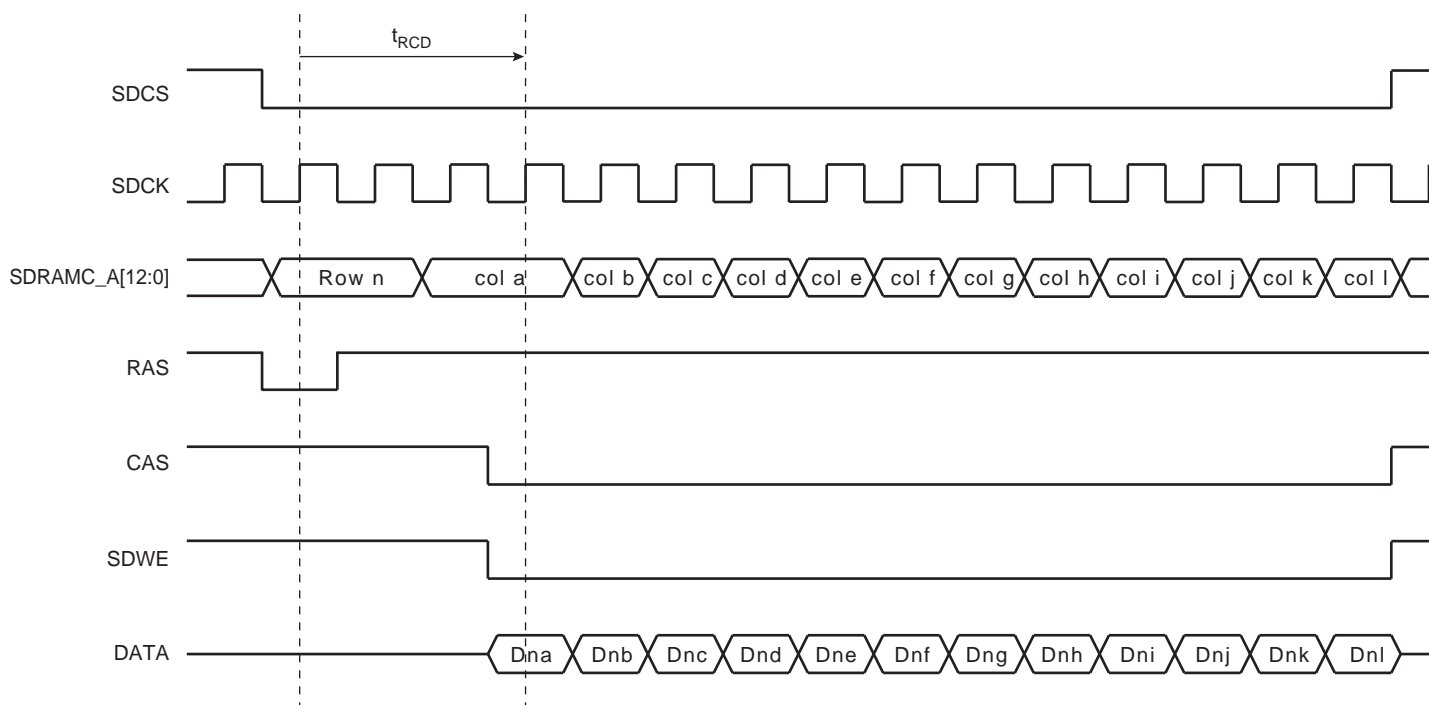 tRCD
SDCS
SDCK
SDRAMC_A[12:0] Row n col a col b col c col d col e col f col g col h col i col j col k col l
RAS
CAS
SDWE
DATA Dna Dnb Dnc Dnd Dne Dnf Dng Dnh Dni Dnj Dnk Dnl